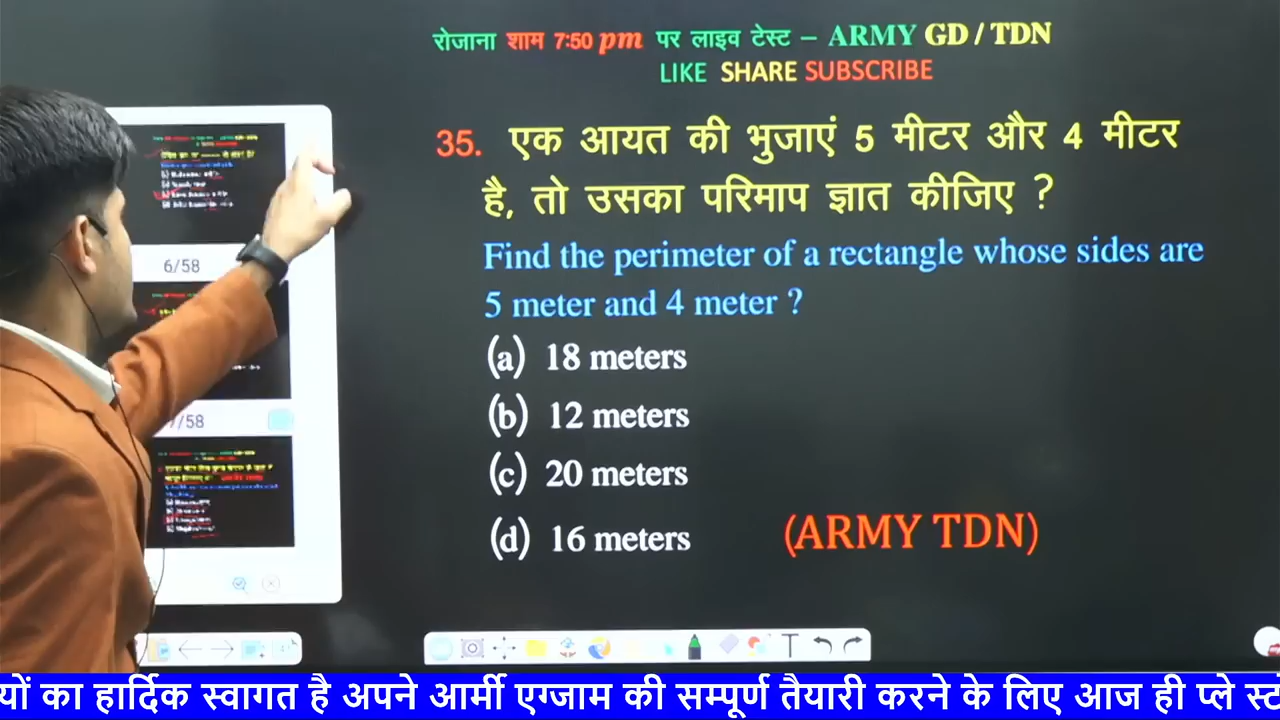 रोजाना शाम 7:50 pm पर लाइव टेस्ट – ARMY GD / TDN
LIKE SHARE SUBSCRIBE
35. एक आयत की भुजाएं 5 मीटर और 4 मीटर
है, तो उसका परिमाप ज्ञात कीजिए ?
Find the perimeter of a rectangle whose sides are
5 meter and 4 meter ?
(a) 18 meters
(b) 12 meters
(c) 20 meters
(d) 16 meters (ARMY TDN)
6/58
/58
T
यों का हार्दिक स्वागत है अपने आर्मी एग्जाम की सम्पूर्ण तैयारी करने के लिए आज ही प्ले स्ट